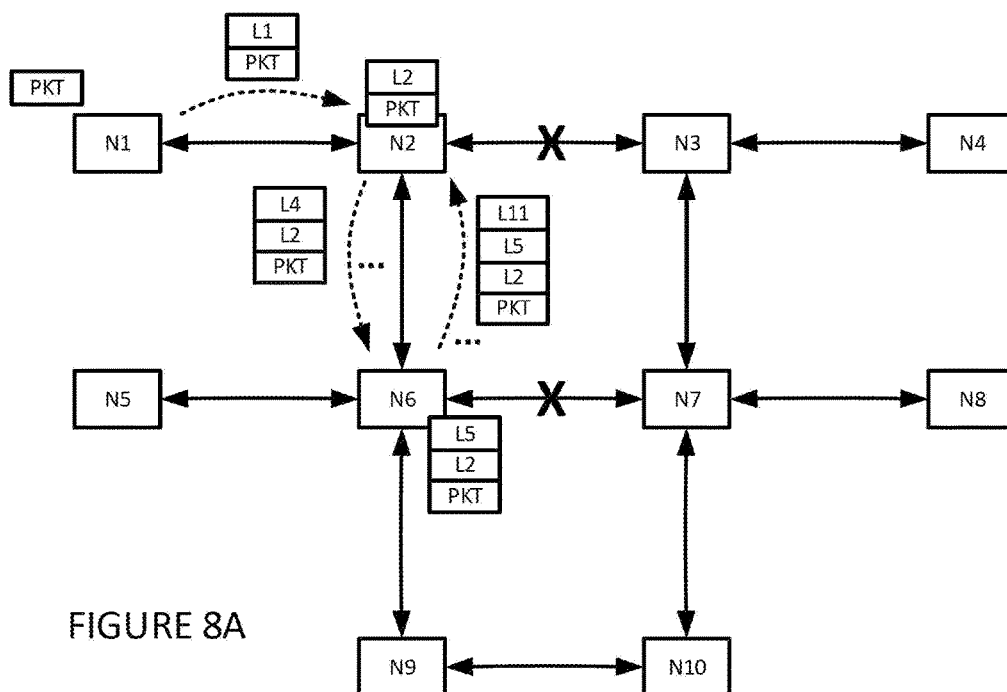 L1
PKT
PKT
L2
PKT
N1
N2
X
N3
N4
L4
L2
PKT
...
L11
L5
L2
PKT
...
N5
N6
X
N7
N8
L5
L2
PKT
FIGURE 8A
N9
N10